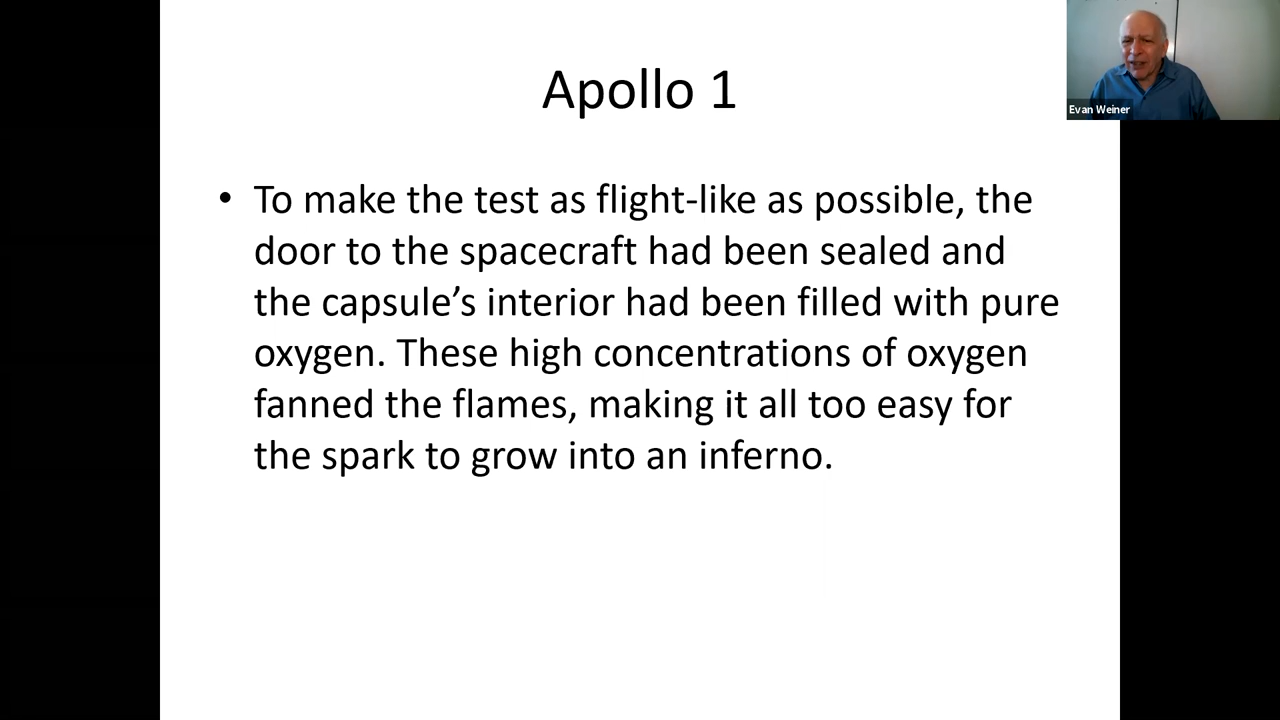 Apollo 1
Evan Weiner
• To make the test as flight-like as possible, the
door to the spacecraft had been sealed and
the capsule’s interior had been filled with pure
oxygen. These high concentrations of oxygen
fanned the flames, making it all too easy for
the spark to grow into an inferno.